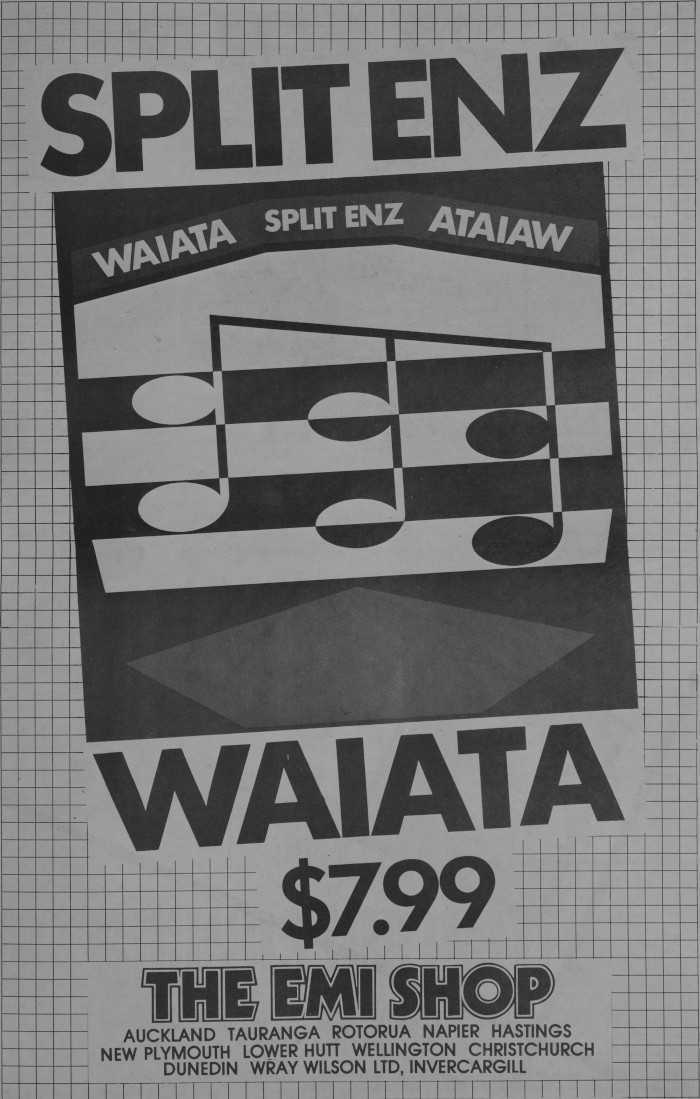 SPLIT ENZ
WAIATA SPLIT ENZ ATAIAW
WAIATA
$7.99
THE EMI SHOP
AUCKLAND TAURANGA ROTORUA NAPIER HASTINGS
NEW PLYMOUTH LOWER HUTT WELLINGTON CHRISTCHURCH
DUNEDIN WRAY WILSON LTD, INVERCARGILL